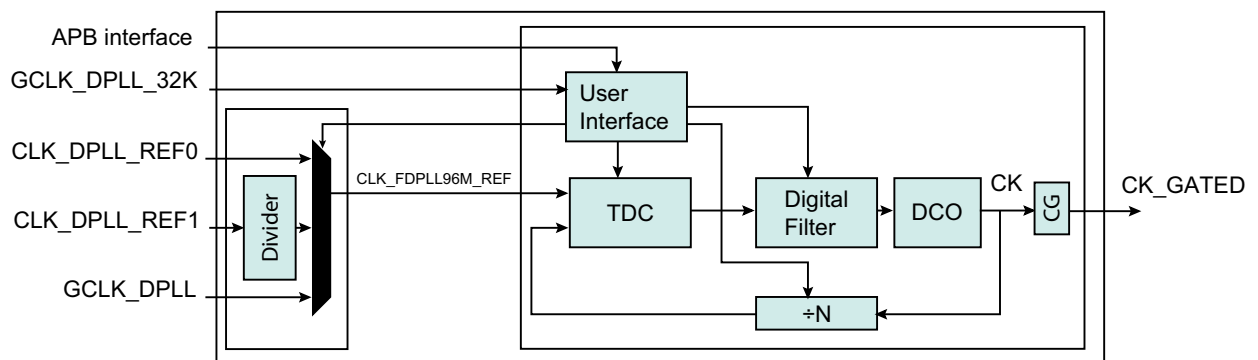 APB interface
GCLK_DPLL_32K
User
Interface
CLK_DPLL_REF0
CLK_FDPLL96M_REF
CLK_DPLL_REF1
Divider
TDC
Digital
Filter
DCO
CK
CG
CK_GATED
GCLK_DPLL
÷N